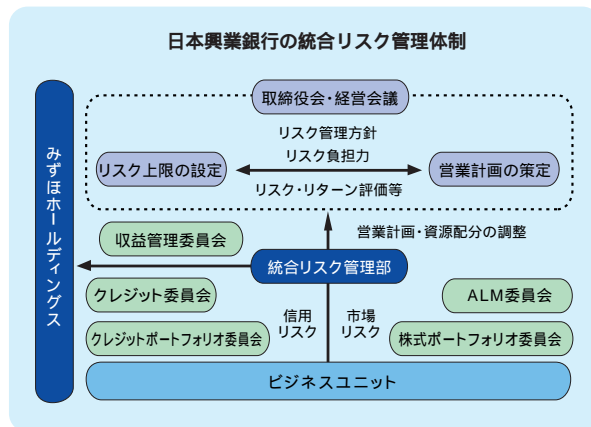 日本興業銀行の統合リスク管理体制
取締役会・経営会議
リスク管理方針
リスク負担力
リスク上限の設定
営業計画の策定
リスク・リターン評価等
みずほホールディングス
収益管理委員会
営業計画・資源配分の調整
統合リスク管理部
クレジット委員会
ALM委員会
信用
リスク
市場
リスク
クレジットポートフォリオ委員会
株式ポートフォリオ委員会
ビジネスユニット